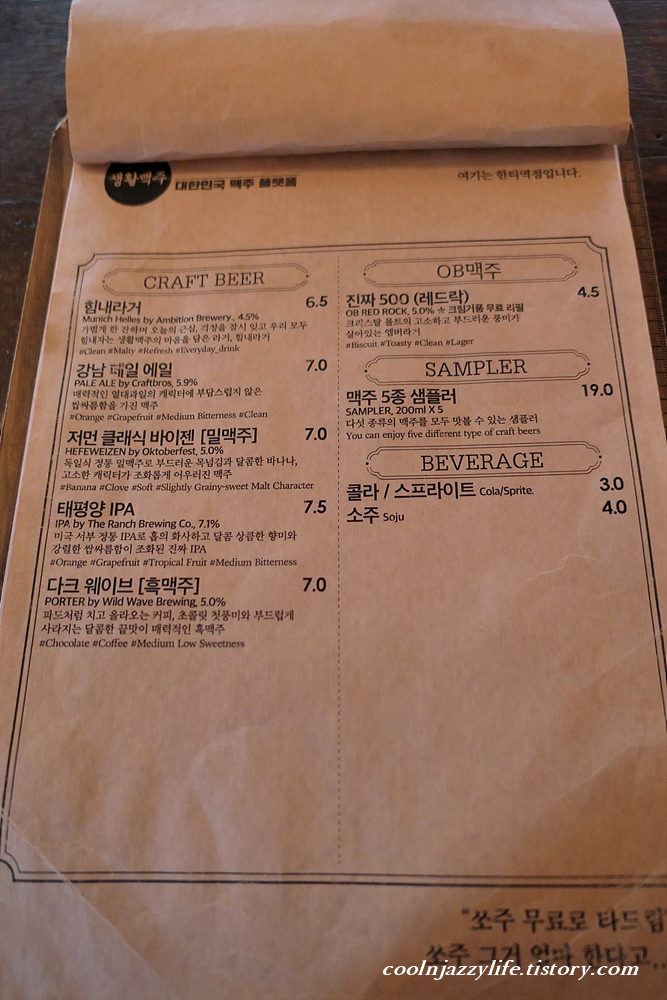 생활맥주
대한민국 맥주 플랫폼
여기는 한티역점입니다.
CRAFT BEER
힘내라거 6.5
Munich Helles by Ambition Brewery., 4.5%
가볍게 한 잔하며 오늘의 근심, 걱정을 잠시 잊고 우리 모두
힘내자는 생활맥주의 마음을 담은 라거, 힘내라거
#Clean #Malty #Refresh #Everyday_drink
강남 페일 에일 7.0
PALE ALE by Craftbros, 5.9%
매력적인 열대과일의 캐릭터에 부담스럽지 않은
쌉싸름함을 가진 맥주
#Orange #Grapefruit #Medium Bitterness #Clean
저먼 클래식 바이젠 [밀맥주] 7.0
HEFEWEIZEN by Oktoberfest, 5.0%
독일식 정통 밀맥주로 부드러운 목넘김과 달콤한 바나나,
고소한 캐릭터가 조화롭게 어우러진 맥주
#Banana #Clove #Soft #Slightly Grainy-sweet Malt Character
태평양 IPA 7.5
IPA by The Ranch Brewing Co., 7.1%
미국 서부 정통 IPA로 홉의 화사하고 달콤 상큼한 향미와
강렬한 쌉싸름함이 조화된 진짜 IPA
#Orange #Grapefruit #Tropical Fruit #Medium Bitterness
다크 웨이브 [흑맥주] 7.0
PORTER by Wild Wave Brewing, 5.0%
파도처럼 치고 올라오는 커피, 초콜릿 첫풍미와 부드럽게
사라지는 달콤한 끝맛이 매력적인 흑맥주
#Chocolate #Coffee #Medium Low Sweetness
OB맥주
진짜 500 (레드락) 4.5
OB RED ROCK, 5.0% ☆ 크림거품 무료 리필
크리스탈 몰트의 고소하고 부드러운 풍미가
살아있는 앰버라거
#Biscuit #Toasty #Clean #Lager
SAMPLER
맥주 5종 샘플러 19.0
SAMPLER, 200ml X 5
다섯 종류의 맥주를 모두 맛볼 수 있는 샘플러
You can enjoy five different type of craft beers
BEVERAGE
콜라 / 스프라이트 Cola/Sprite. 3.0
소주 Soju 4.0
"쏘주 무료로 타드립
쏘주 그거 얼마 한다고..
coolnjazzylife.tistory.com